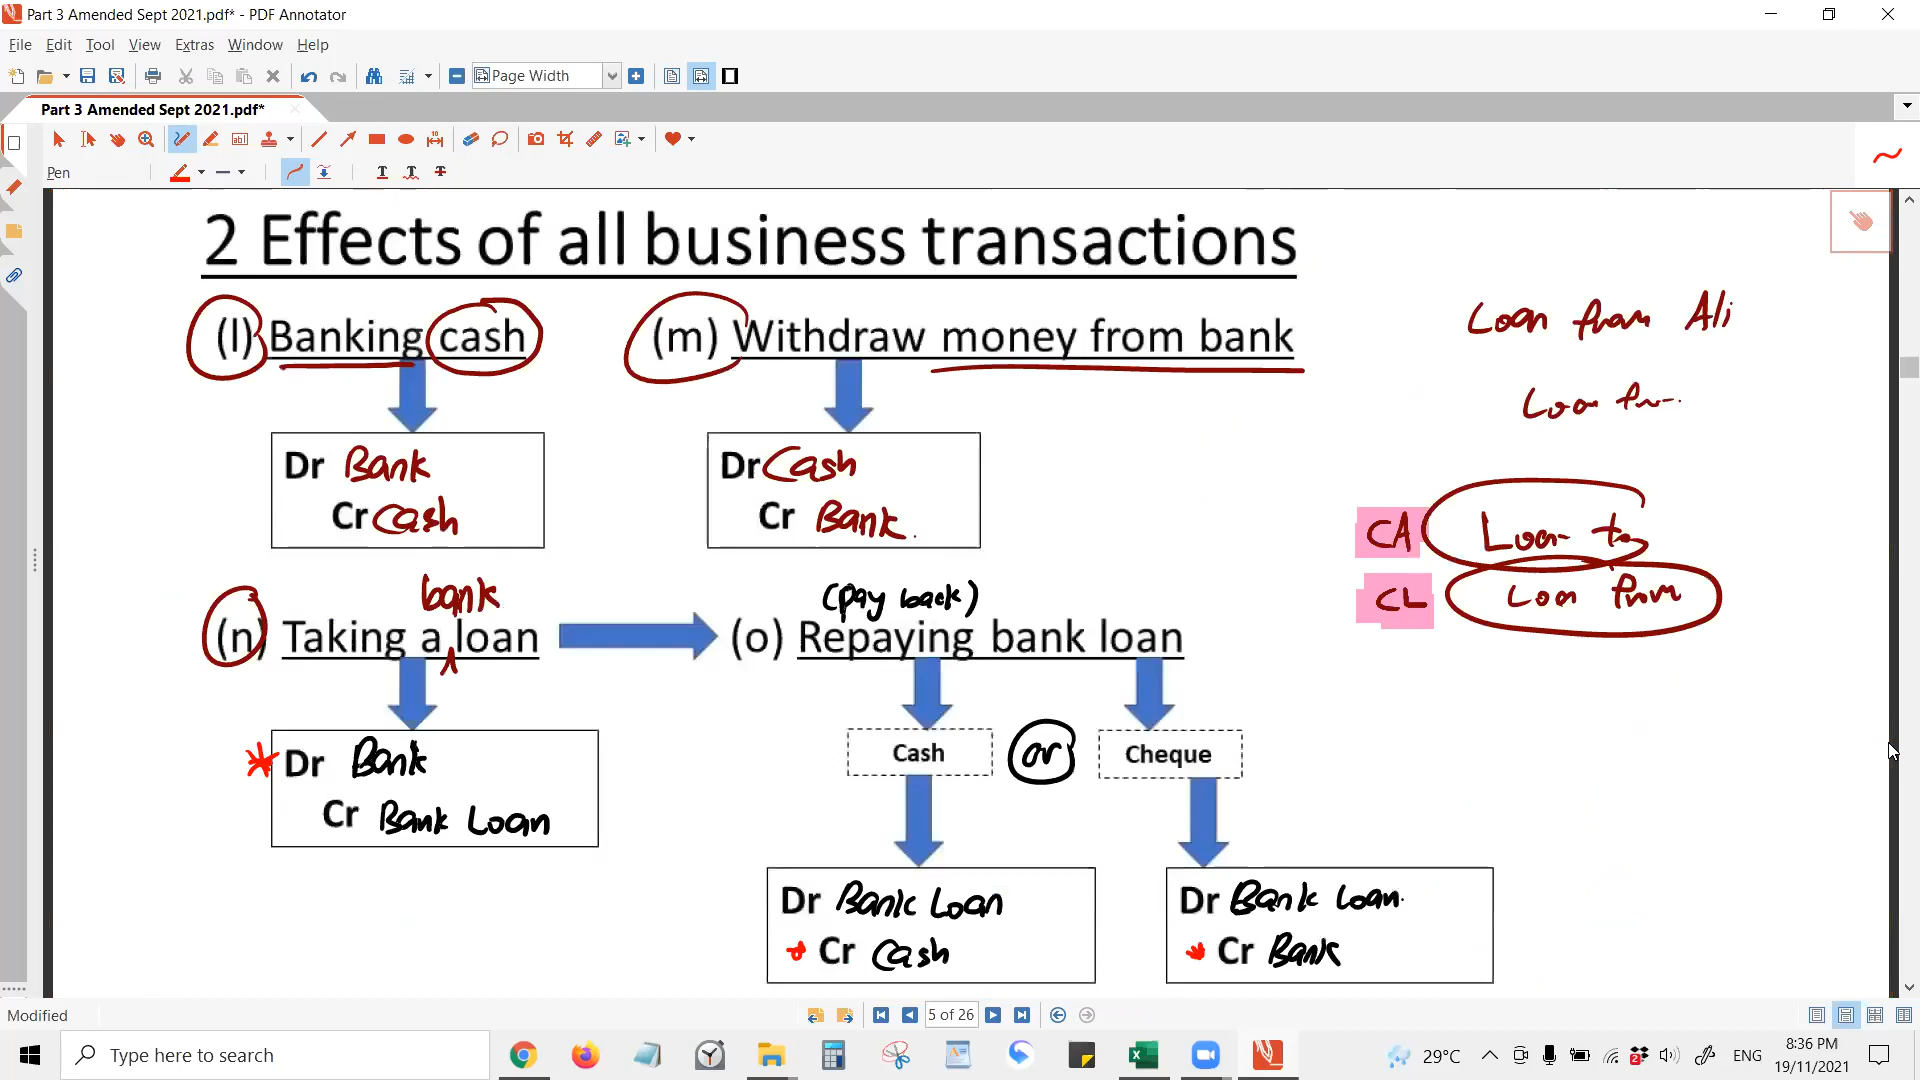 Part 3 Amended Sept 2021.pdf* - PDF Annotator
File Edit Tool View Extras Window Help
Page Width
Part 3 Amended Sept 2021.pdf*
Pen
2 Effects of all business transactions
(l) Banking cash
(m) Withdraw money from bank
Loan from Ali
Loan
Dr Bank
Cr Cash
Dr Cash
Cr Bank.
CA Loan to
CL Loan from
bank
(n) Taking a loan
(pay back)
(o) Repaying bank loan
Dr Bank
Cr Bank Loan
Cash
or
Cheque
Dr Bank Loan
Cr Cash
Dr Bank Loan.
Cr Bank
Modified
5 of 26
Type here to search
29°C
ENG
8:36 PM
19/11/2021